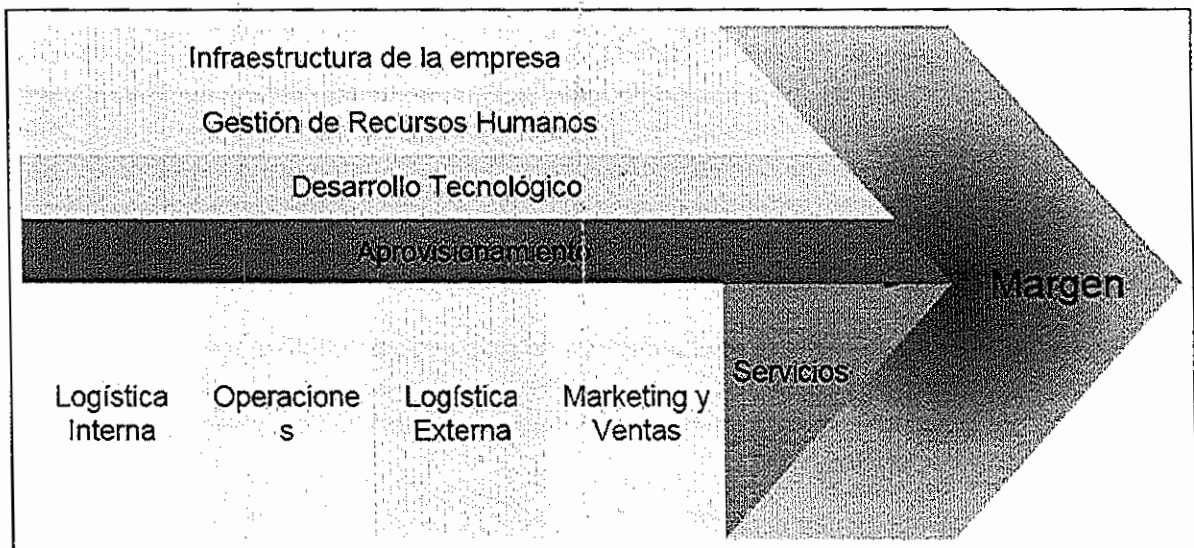 Infraestructura de la empresa
Gestión de Recursos Humanos
Desarrollo Tecnológico
Aprovisionamiento
Margen
Servicios
Logística
Interna
Operacione
s
Logística
Externa
Marketing y
Ventas